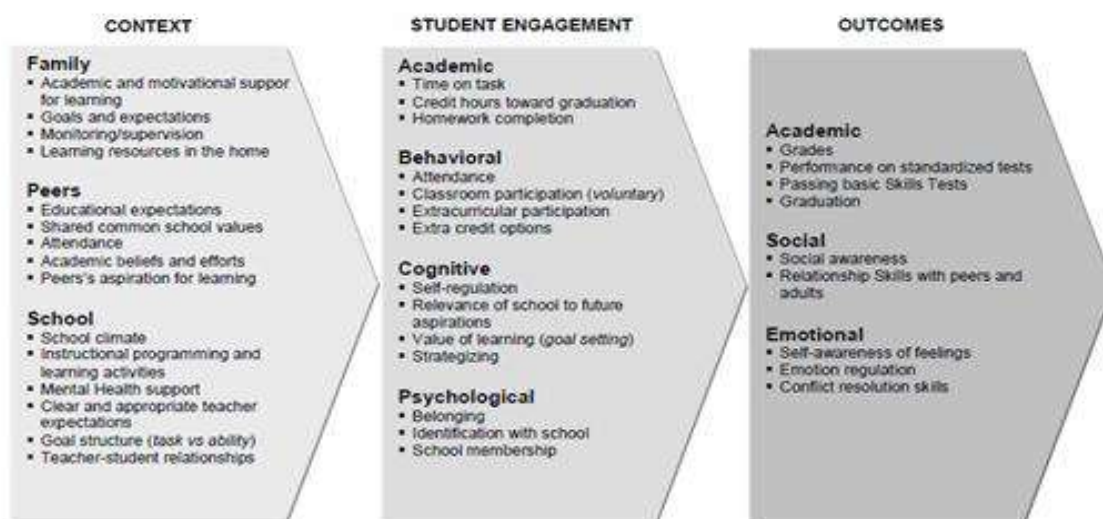 CONTEXT
Family
▪ Academic and motivational suppor
for learning
▪ Goals and expectations
▪ Monitoring/supervision
▪ Learning resources in the home
Peers
▪ Educational expectations
▪ Shared common school values
▪ Attendance
▪ Academic beliefs and efforts
▪ Peers's aspiration for learning
School
▪ School climate
▪ Instructional programming and
learning activities
▪ Mental Health support
▪ Clear and appropriate teacher
expectations
▪ Goal structure (task vs ability)
▪ Teacher-student relationships
STUDENT ENGAGEMENT
Academic
▪ Time on task
▪ Credit hours toward graduation
▪ Homework completion
Behavioral
▪ Attendance
▪ Classroom participation (voluntary)
▪ Extracurricular participation
▪ Extra credit options
Cognitive
▪ Self-regulation
▪ Relevance of school to future
aspirations
▪ Value of learning (goal setting)
▪ Strategizing
Psychological
▪ Belonging
▪ Identification with school
▪ School membership
OUTCOMES
Academic
▪ Grades
▪ Performance on standardized tests
▪ Passing basic Skills Tests
▪ Graduation
Social
▪ Social awareness
▪ Relationship Skills with peers and
adults
Emotional
▪ Self-awareness of feelings
▪ Emotion regulation
▪ Conflict resolution skills